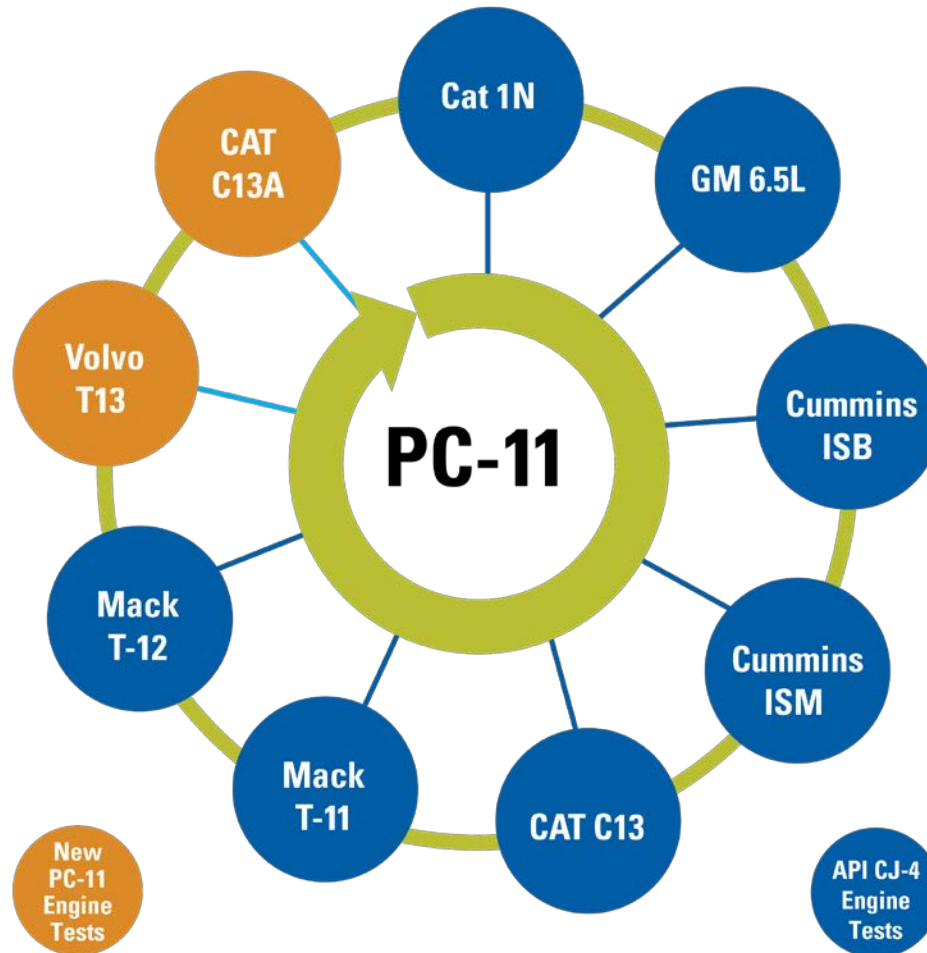 Cat 1N
GM 6.5L
Cummins
ISB
Cummins
ISM
CAT C13
Mack
T-11
Mack
T-12
Volvo
T13
CAT
C13A
PC-11
New
PC-11
Engine
Tests
API CJ-4
Engine
Tests